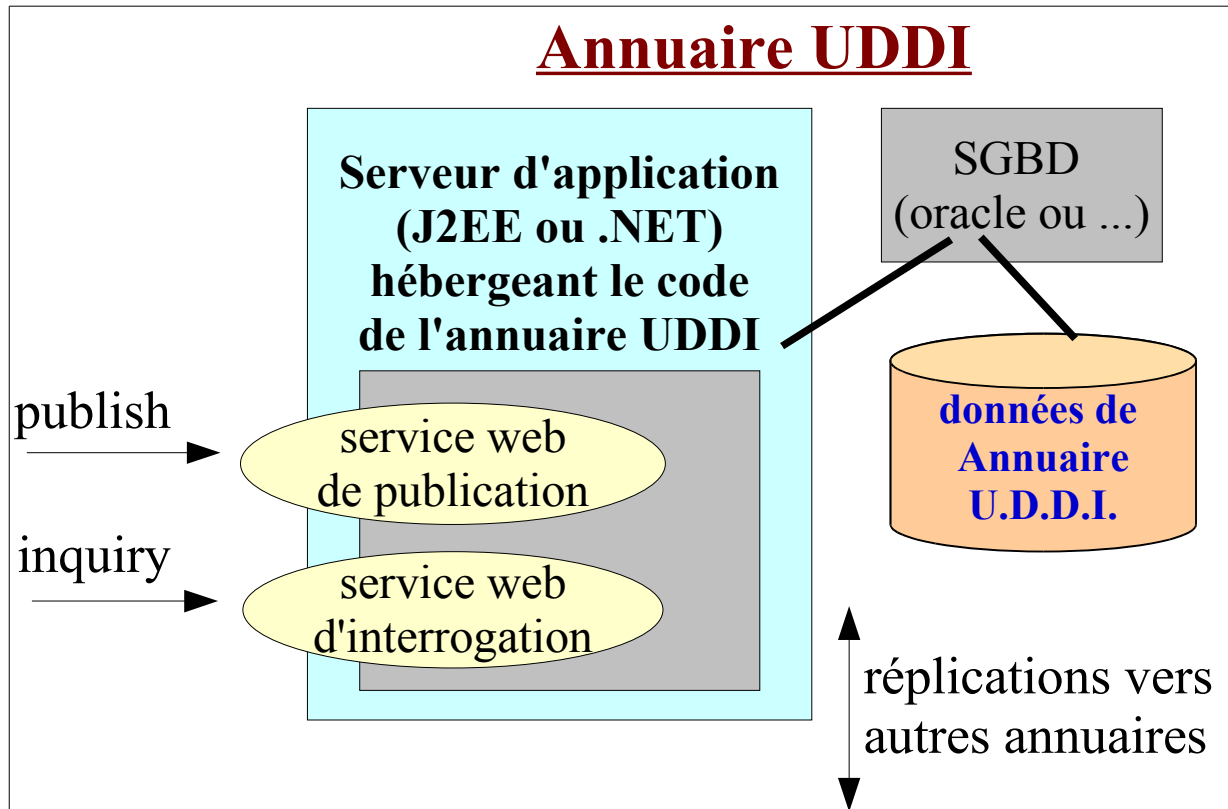 Annuaire UDDI
Serveur d'application
(J2EE ou .NET)
hébergeant le code
de l'annuaire UDDI
SGBD
(oracle ou ...)
données de
Annuaire
U.D.D.I.
publish
service web
de publication
inquiry
service web
d'interrogation
réplications vers
autres annuaires